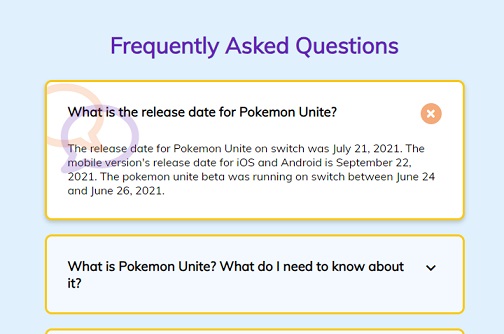 Frequently Asked Questions
What is the release date for Pokemon Unite?
The release date for Pokemon Unite on switch was July 21, 2021. The
mobile version's release date for iOS and Android is September 22,
2021. The pokemon unite beta was running on switch between June 24
and June 26, 2021.
What is Pokemon Unite? What do I need to know about
it?